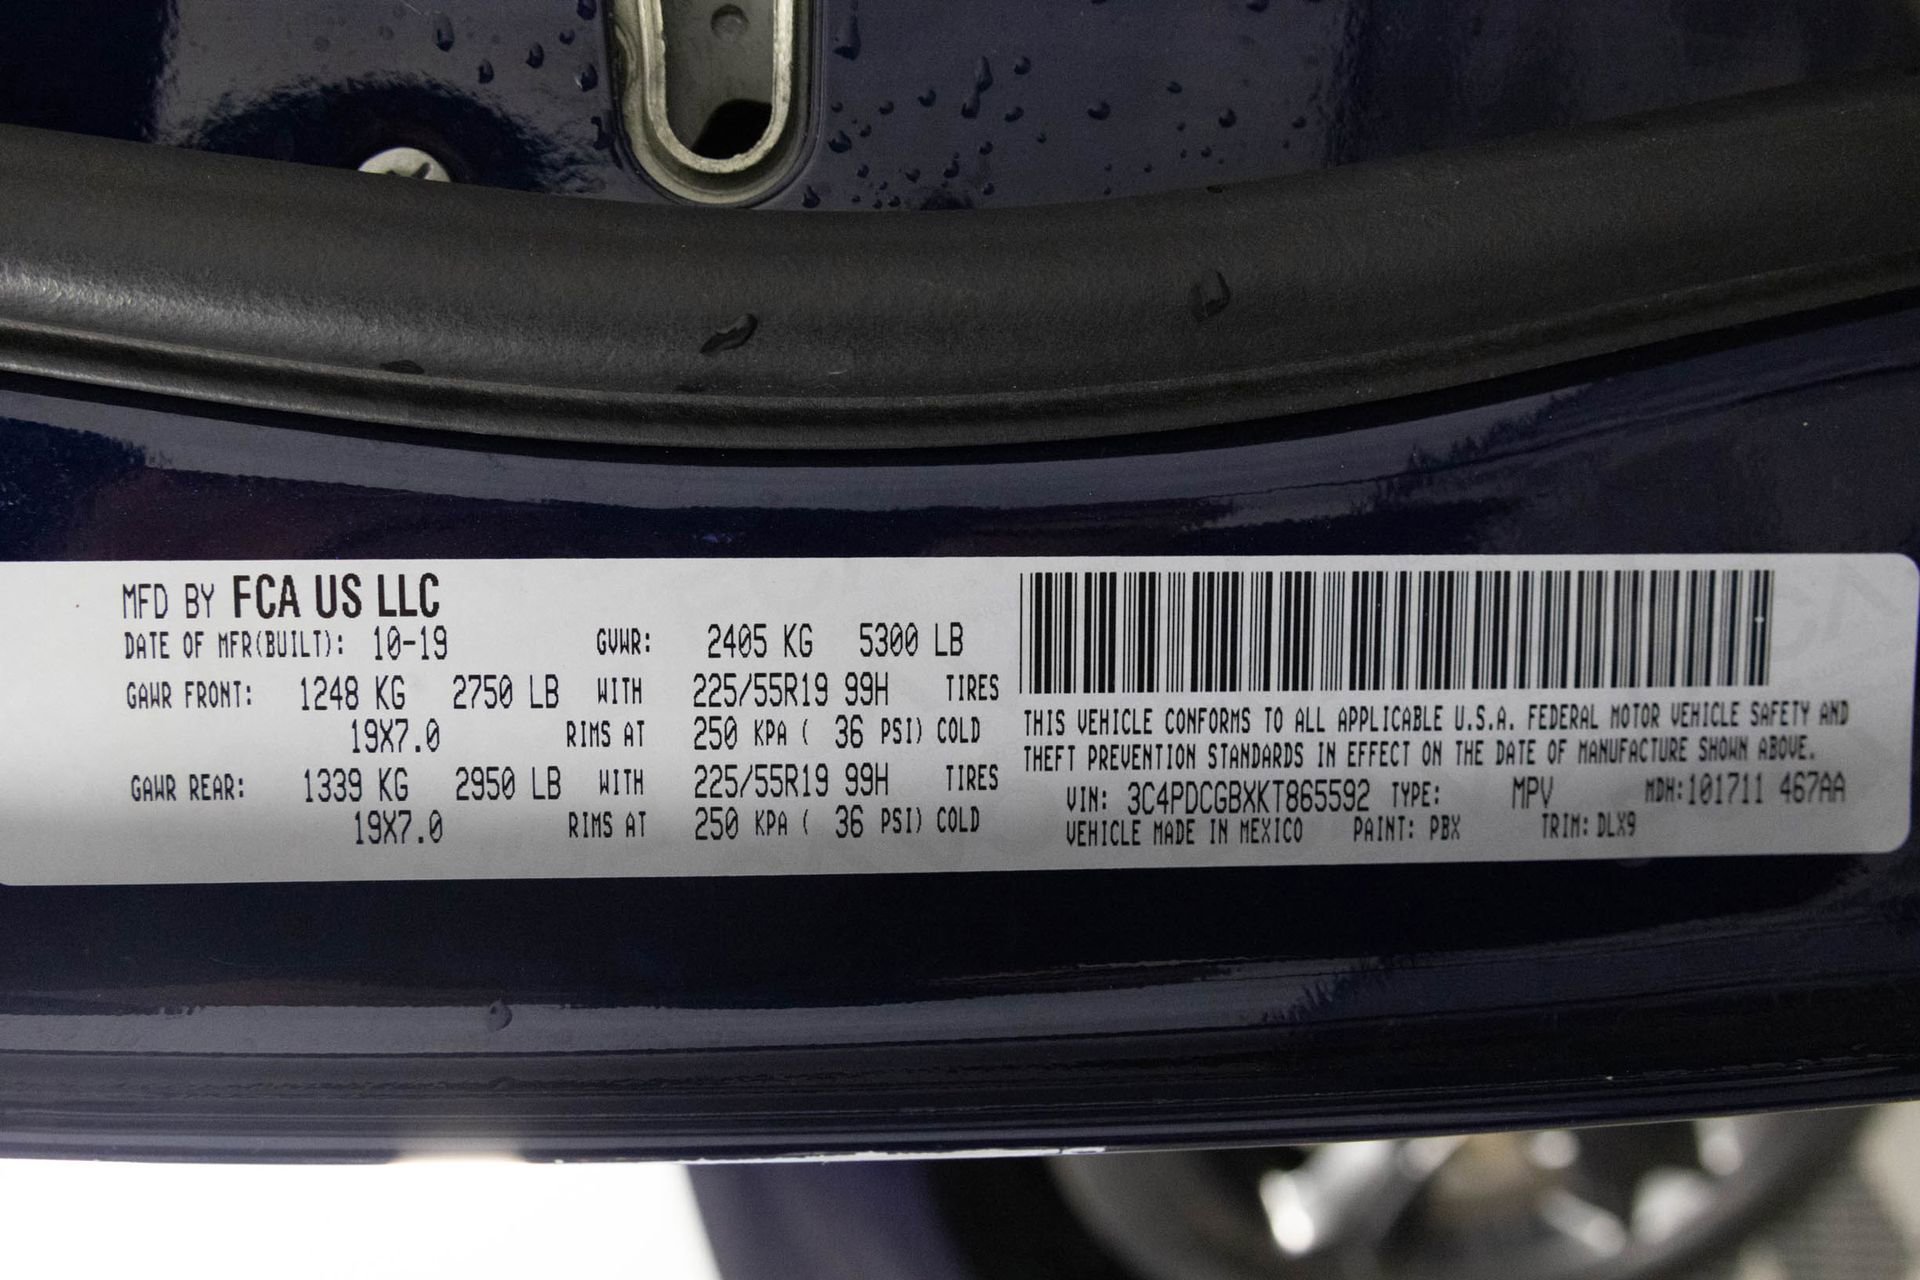 MFD BY FCA US LLC
DATE OF MFR(BUILT): 10-19 GVWR: 2405 KG 5300 LB
GAWR FRONT: 1248 KG 2750 LB WITH 225/55R19 99H TIRES
19X7.0 RIMS AT 250 KPA ( 36 PSI) COLD
GAWR REAR: 1339 KG 2950 LB WITH 225/55R19 99H TIRES
19X7.0 RIMS AT 250 KPA ( 36 PSI) COLD
THIS VEHICLE CONFORMS TO ALL APPLICABLE U.S.A. FEDERAL MOTOR VEHICLE SAFETY AND
THEFT PREVENTION STANDARDS IN EFFECT ON THE DATE OF MANUFACTURE SHOWN ABOVE.
VIN: 3C4PDCGBXKT865592 TYPE: MPV MDH:101711 467AA
VEHICLE MADE IN MEXICO PAINT: PBX TRIM: DLX9